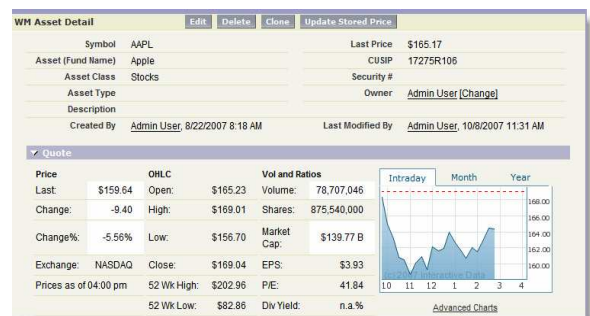 WM Asset Detail Edit Delete Clone Update Stored Price
Symbol AAPL Last Price $165.17
Asset (Fund Name) Apple CUSIP 17275R106
Asset Class Stocks Security #
Asset Type Owner Admin User [Change]
Description
Created By Admin User, 8/22/2007 8:18 AM Last Modified By Admin User, 10/8/2007 11:31 AM
Quote
Price OHLC Vol and Ratios Intraday Month Year
Last: $159.64 Open: $165.23 Volume: 78,707,046
Change: -9.40 High: $169.01 Shares: 875,540,000
Change%: -5.56% Low: $156.70 Market Cap: $139.77 B
Exchange: NASDAQ Close: $169.04 EPS: $3.93
Prices as of 04:00 pm 52 Wk High: $202.96 P/E: 41.84
52 Wk Low: $82.86 Div Yield: n.a.%
168.00
166.00
164.00
162.00
160.00
(c)2007 Interactive Data
10 11 12 1 2 3 4
Advanced Charts